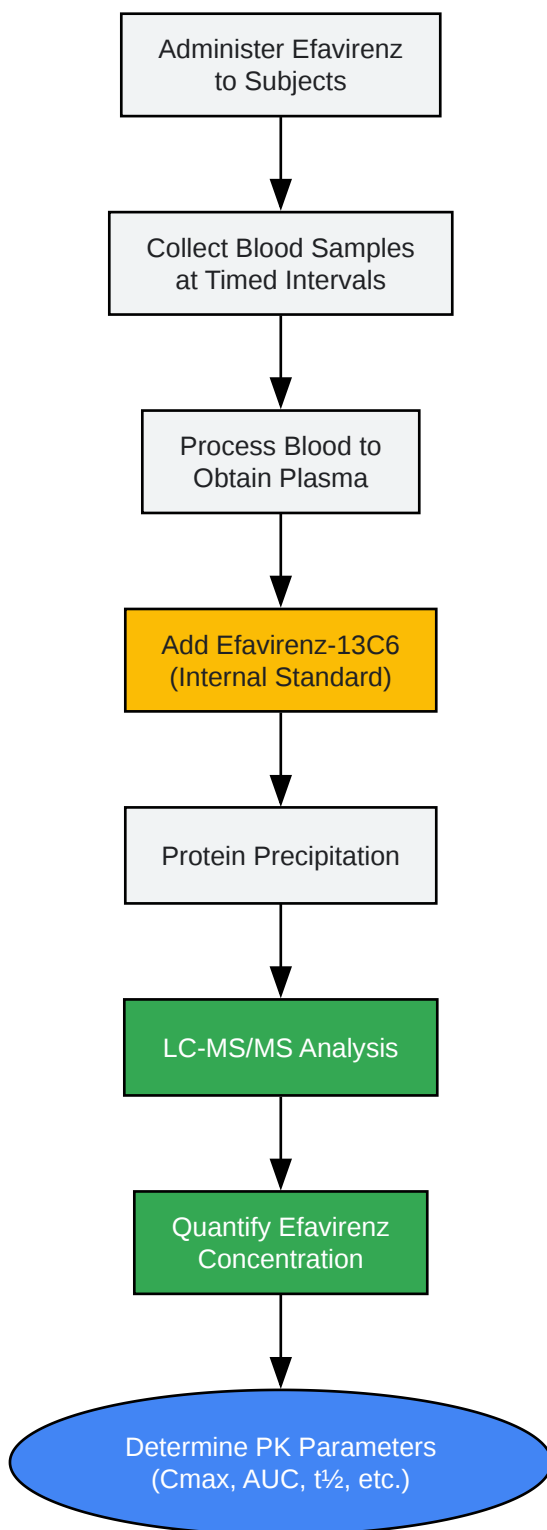 Administer Efavirenz
to Subjects
Collect Blood Samples
at Timed Intervals
Process Blood to
Obtain Plasma
Add Efavirenz-13C6
(Internal Standard)
Protein Precipitation
LC-MS/MS Analysis
Quantify Efavirenz
Concentration
Determine PK Parameters
(Cmax, AUC, t½, etc.)